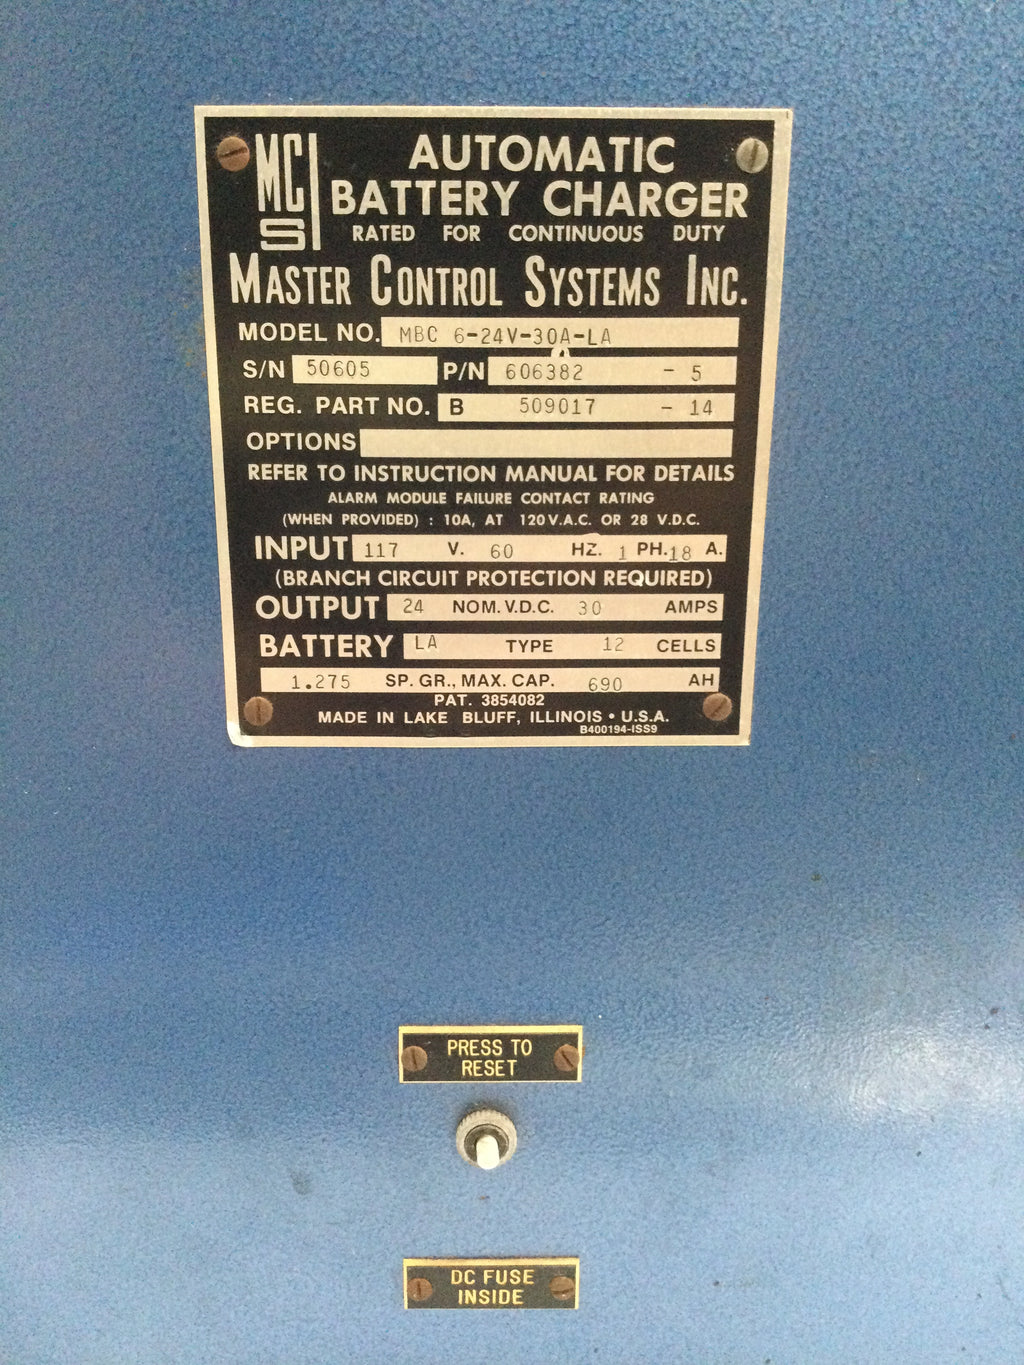 MCS AUTOMATIC
BATTERY CHARGER
RATED FOR CONTINUOUS DUTY
MASTER CONTROL SYSTEMS INC.
MODEL NO. MBC 6-24V-30A-LA
S/N 50605 P/N 606382 - 5
REG. PART NO. B 509017 - 14
OPTIONS
REFER TO INSTRUCTION MANUAL FOR DETAILS
ALARM MODULE FAILURE CONTACT RATING
(WHEN PROVIDED) : 10A, AT 120 V.A.C. OR 28 V.D.C.
INPUT 117 V. 60 HZ. 1 PH. 18 A.
(BRANCH CIRCUIT PROTECTION REQUIRED)
OUTPUT 24 NOM. V.D.C. 30 AMPS
BATTERY LA TYPE 12 CELLS
1.275 SP. GR., MAX. CAP. 690 AH
PAT. 3854082
MADE IN LAKE BLUFF, ILLINOIS • U.S.A.
B400194-ISS9
PRESS TO
RESET
DC FUSE
INSIDE